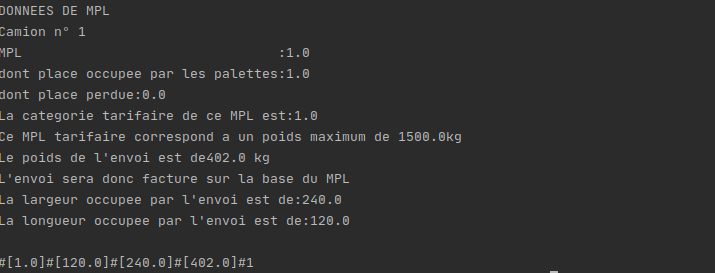 DONNEES DE MPL
Camion n° 1
MPL                                :1.0
dont place occupee par les palettes:1.0
dont place perdue:0.0
La categorie tarifaire de ce MPL est:1.0
Ce MPL tarifaire correspond a un poids maximum de 1500.0kg
Le poids de l'envoi est de402.0 kg
L'envoi sera donc facture sur la base du MPL
La largeur occupee par l'envoi est de:240.0
La longueur occupee par l'envoi est de:120.0
#[1.0]#[120.0]#[240.0]#[402.0]#1